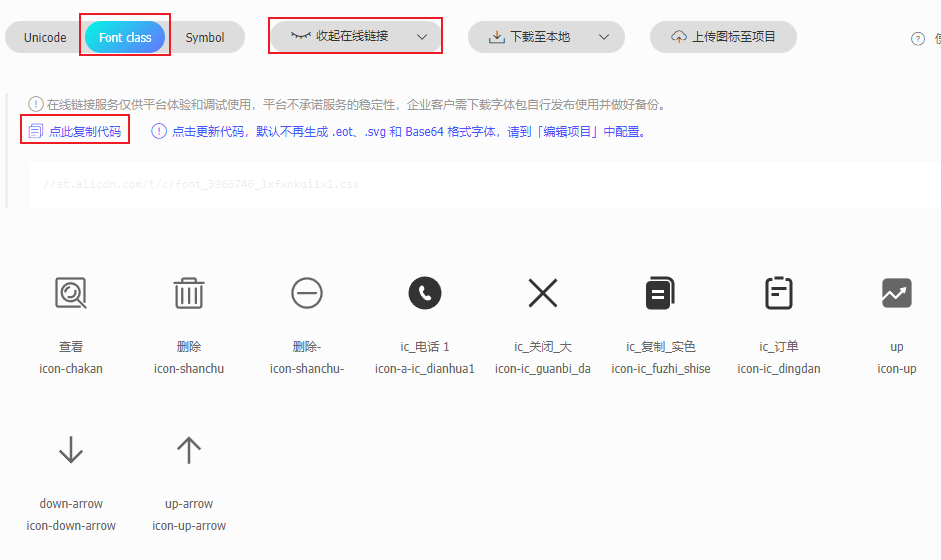 Unicode Font class Symbol 收起在线链接 下载至本地 上传图标至项目
在线链接服务仅供平台体验和调试使用，平台不承诺服务的稳定性，企业客户需下载字体包自行发布使用并做好备份。
点此复制代码 点击更新代码，默认不再生成 .eot、.svg 和 Base64 格式字体，请到「编辑项目」中配置。
查看 删除 删除- ic_电话 1 ic_关闭_大 ic_复制_实色 ic_订单 up
icon-chakan icon-shanchu icon-shanchu- icon-a-ic_dianhua1 icon-ic_guanbi_da icon-ic_fuzhi_shise icon-ic_dingdan icon-up
down-arrow up-arrow
icon-down-arrow icon-up-arrow